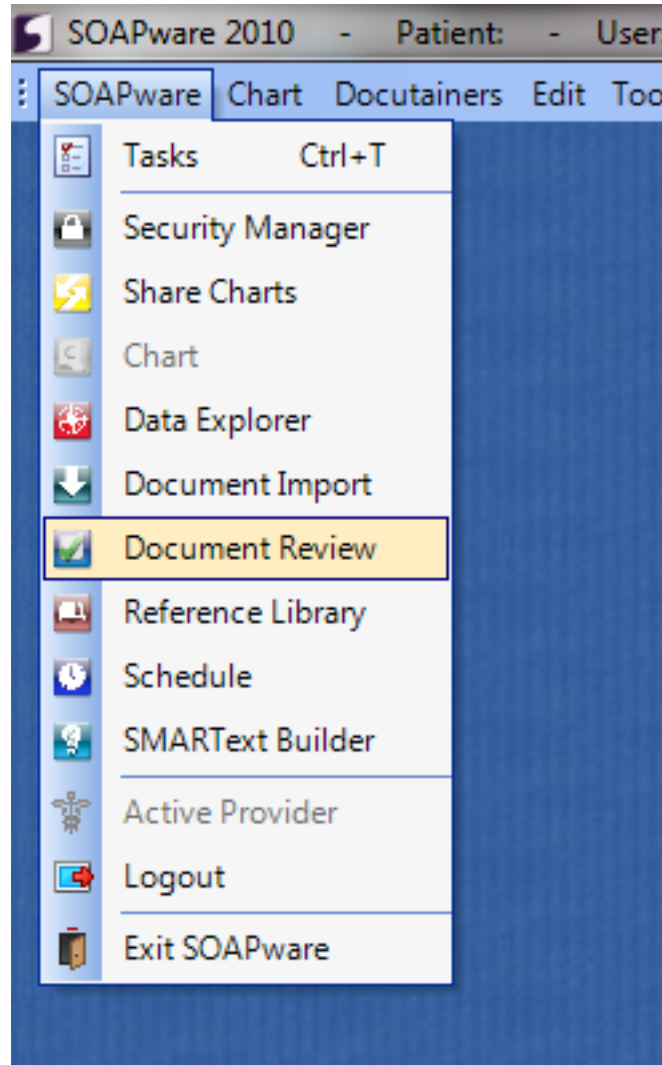 SOAPware 2010 - Patient: - User
SOAPware Chart Docutainers Edit Too
Tasks Ctrl+T
Security Manager
Share Charts
Chart
Data Explorer
Document Import
Document Review
Reference Library
Schedule
SMARText Builder
Active Provider
Logout
Exit SOAPware